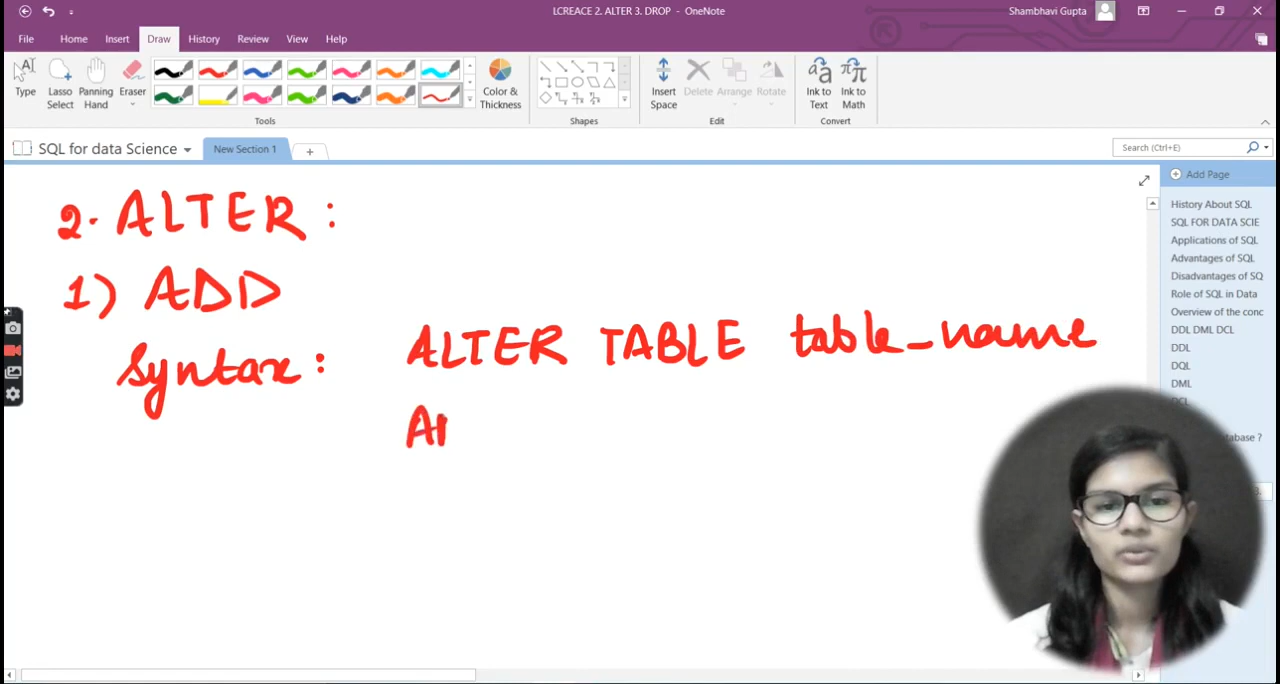 LCREACE 2. ALTER 3. DROP - OneNote
Shambhavi Gupta
File Home Insert Draw History Review View Help
Type
Lasso Select
Panning Hand
Eraser
Color & Thickness
Insert Space
Delete
Arrange
Rotate
Ink to Text
Ink to Math
Tools
Shapes
Edit
Convert
SQL for data Science
New Section 1
Search (Ctrl+E)
Add Page
2. ALTER :
1) ADD
Syntax : ALTER TABLE table_name
History About SQL
SQL FOR DATA SCIE
Applications of SQL
Advantages of SQL
Disadvantages of SQ
Role of SQL in Data
Overview of the conc
DDL DML DCL
DDL
DQL
DML